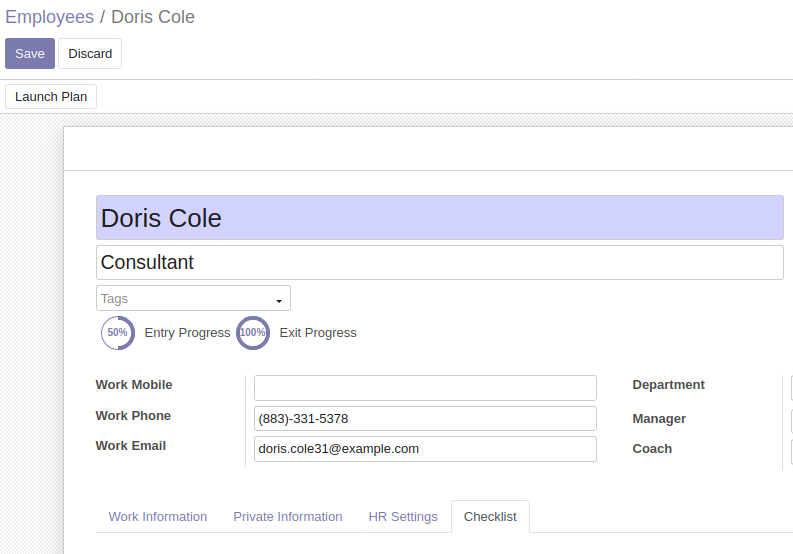 Employees / Doris Cole
Save Discard
Launch Plan
Doris Cole
Consultant
Tags
50% Entry Progress 100% Exit Progress
Work Mobile Department
Work Phone (883)-331-5378 Manager
Work Email doris.cole31@example.com Coach
Work Information Private Information HR Settings Checklist